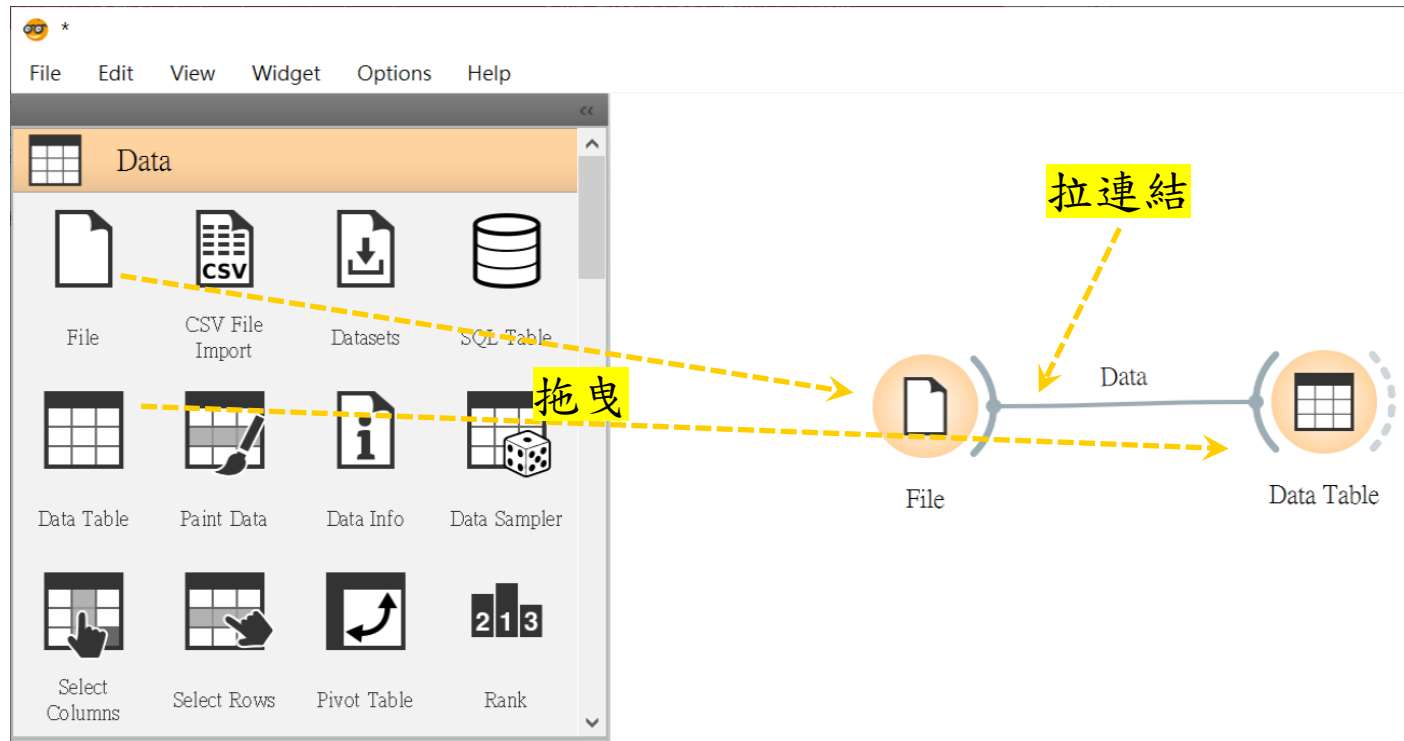 *
File Edit View Widget Options Help
Data
CSV
File
CSV File
Import
Datasets
SQL Table
Data Table
Paint Data
Data Info
Data Sampler
213
Select
Columns
Select Rows
Pivot Table
Rank
拖曳
拉連結
Data
File
Data Table